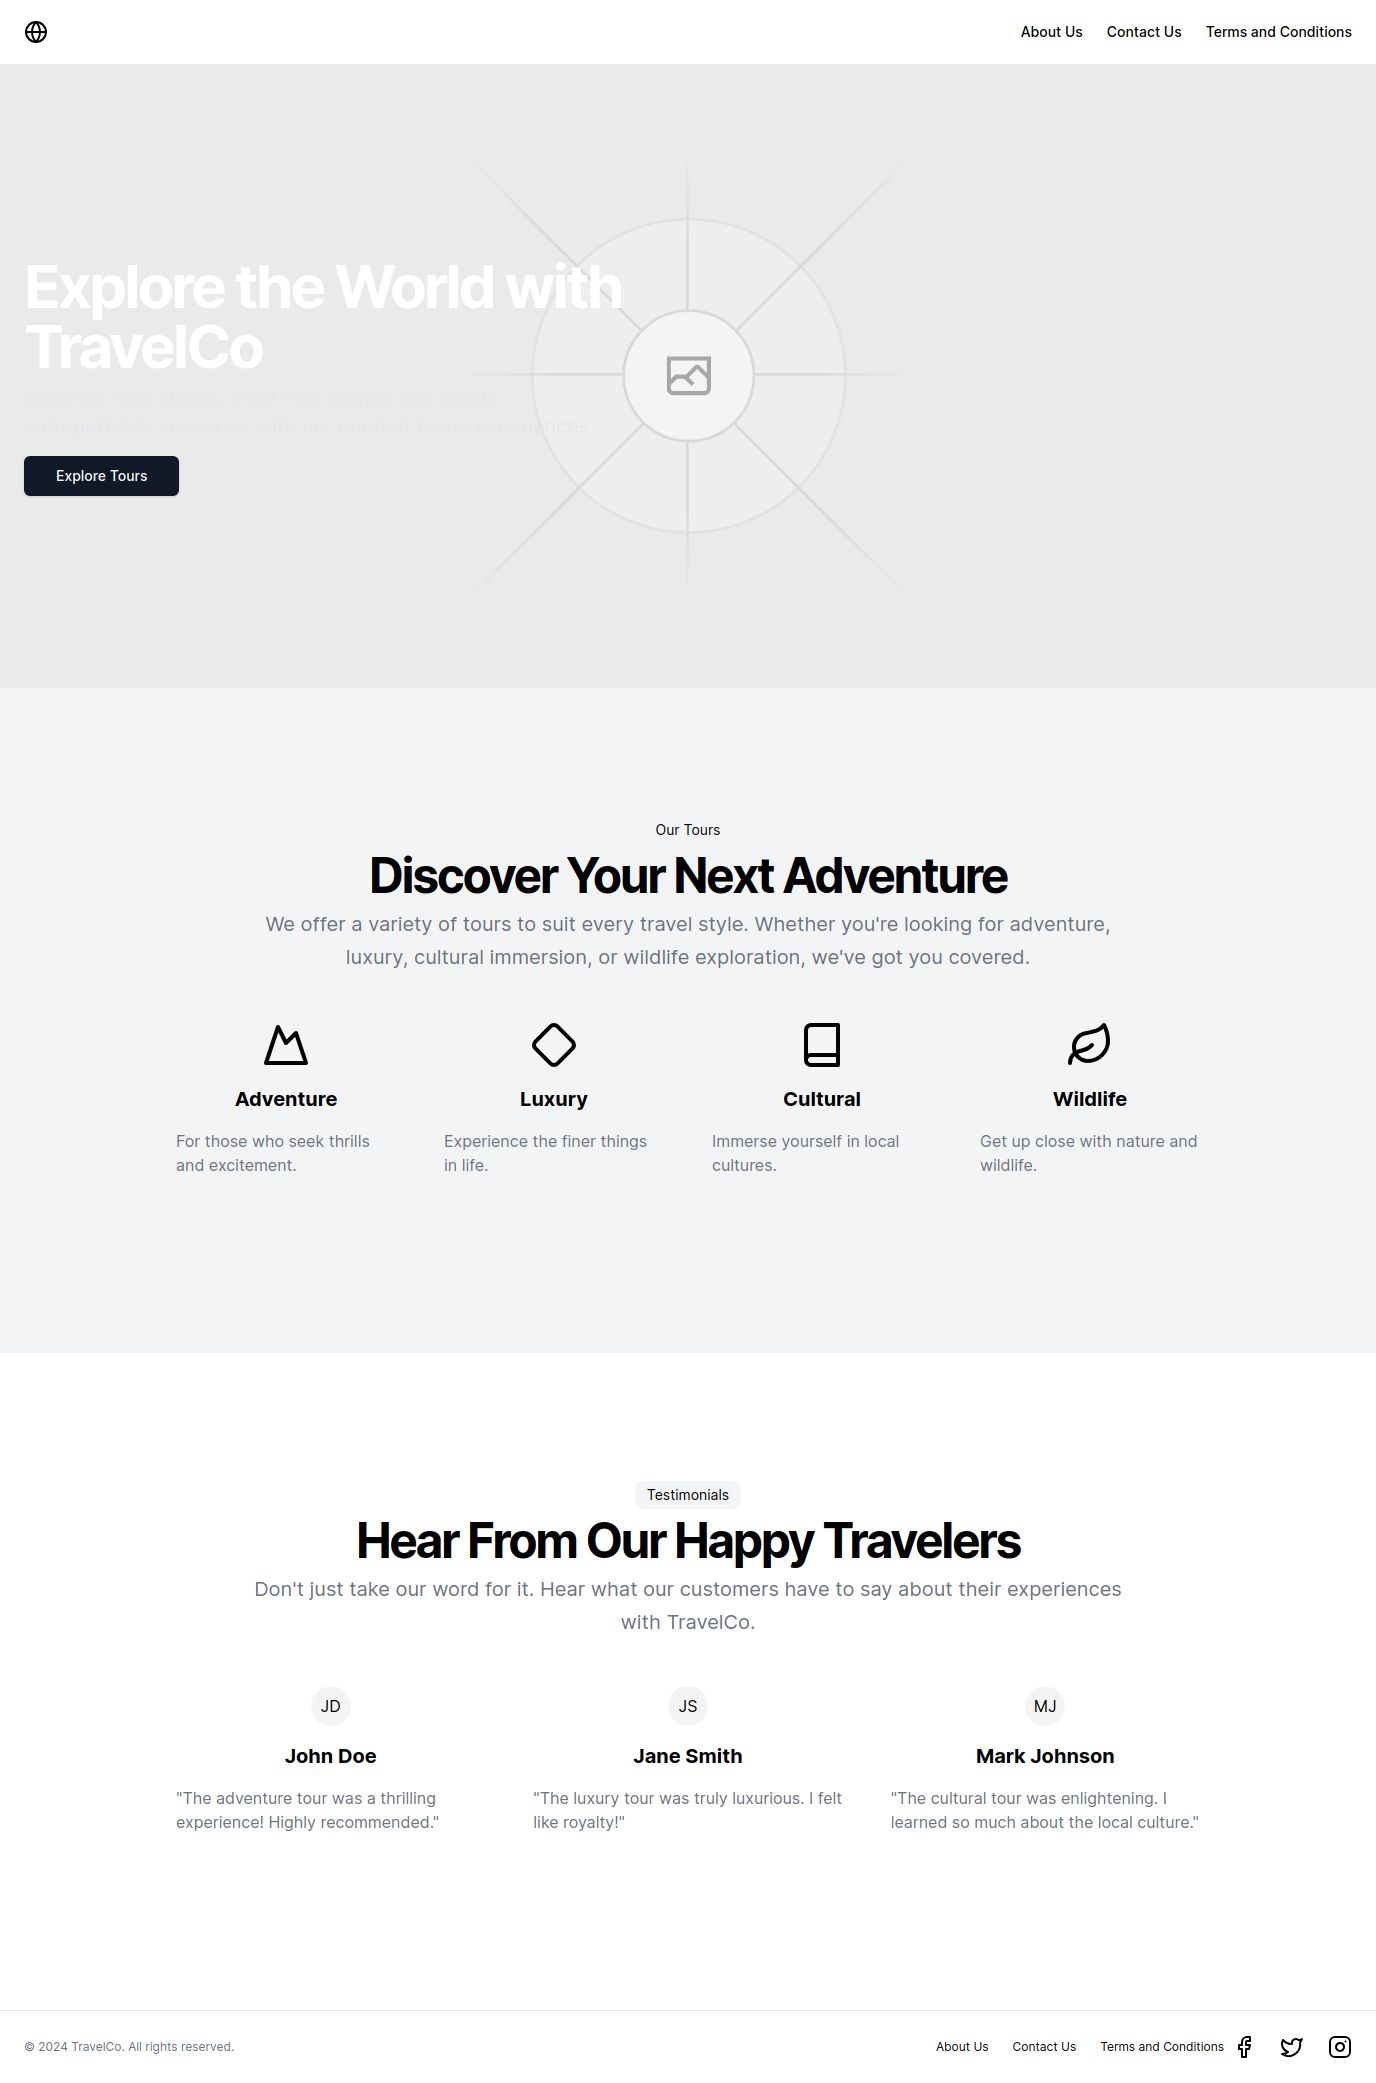 About Us Contact Us Terms and Conditions
Explore the World with
TravelCo
Discover new places, meet new people and create
unforgettable memories with our curated travel experiences.
Explore Tours
Our Tours
Discover Your Next Adventure
We offer a variety of tours to suit every travel style. Whether you're looking for adventure,
luxury, cultural immersion, or wildlife exploration, we've got you covered.
Adventure
For those who seek thrills
and excitement.
Luxury
Experience the finer things
in life.
Cultural
Immerse yourself in local
cultures.
Wildlife
Get up close with nature and
wildlife.
Testimonials
Hear From Our Happy Travelers
Don't just take our word for it. Hear what our customers have to say about their experiences
with TravelCo.
JD
John Doe
"The adventure tour was a thrilling
experience! Highly recommended."
JS
Jane Smith
"The luxury tour was truly luxurious. I felt
like royalty!"
MJ
Mark Johnson
"The cultural tour was enlightening. I
learned so much about the local culture."
© 2024 TravelCo. All rights reserved.
About Us Contact Us Terms and Conditions